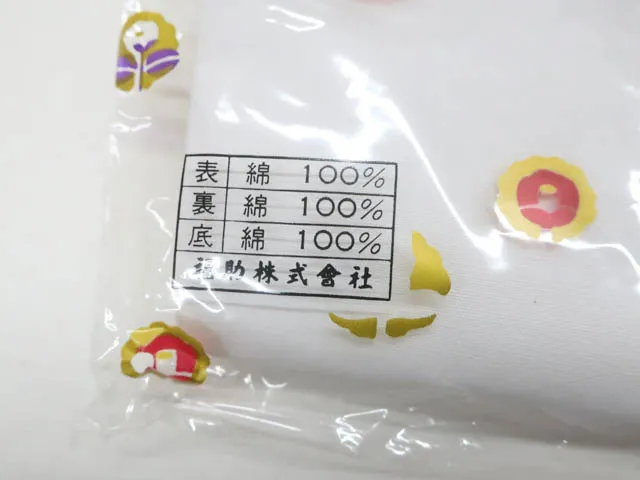 表 綿 100%
裏 綿 100%
底 綿 100%
福助株式會社